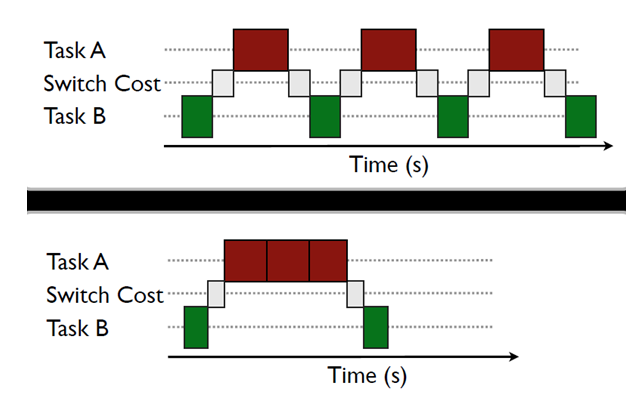 Task A
Switch Cost
Task B
Time (s)
Task A
Switch Cost
Task B
Time (s)